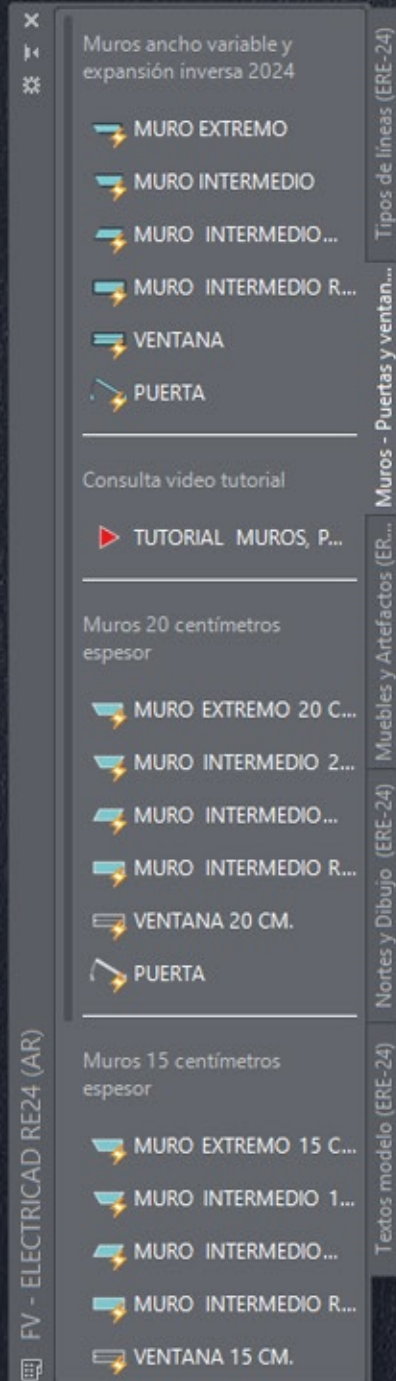 Muros ancho variable y
expansión inversa 2024
MURO EXTREMO
MURO INTERMEDIO
MURO INTERMEDIO...
MURO INTERMEDIO R...
VENTANA
PUERTA
Consulta video tutorial
TUTORIAL MUROS, P...
Muros 20 centímetros
espesor
MURO EXTREMO 20 C...
MURO INTERMEDIO 2...
MURO INTERMEDIO...
MURO INTERMEDIO R...
VENTANA 20 CM.
PUERTA
Muros 15 centímetros
espesor
MURO EXTREMO 15 C...
MURO INTERMEDIO 1...
MURO INTERMEDIO...
MURO INTERMEDIO R...
VENTANA 15 CM.
Tipos de líneas (ERE-24)
Muros - Puertas y ventan...
Muebles y Artefactos (ER...
Nortes y Dibujo (ERE-24)
Textos modelo (ERE-24)
FV - ELECTRICAD RE24 (AR)